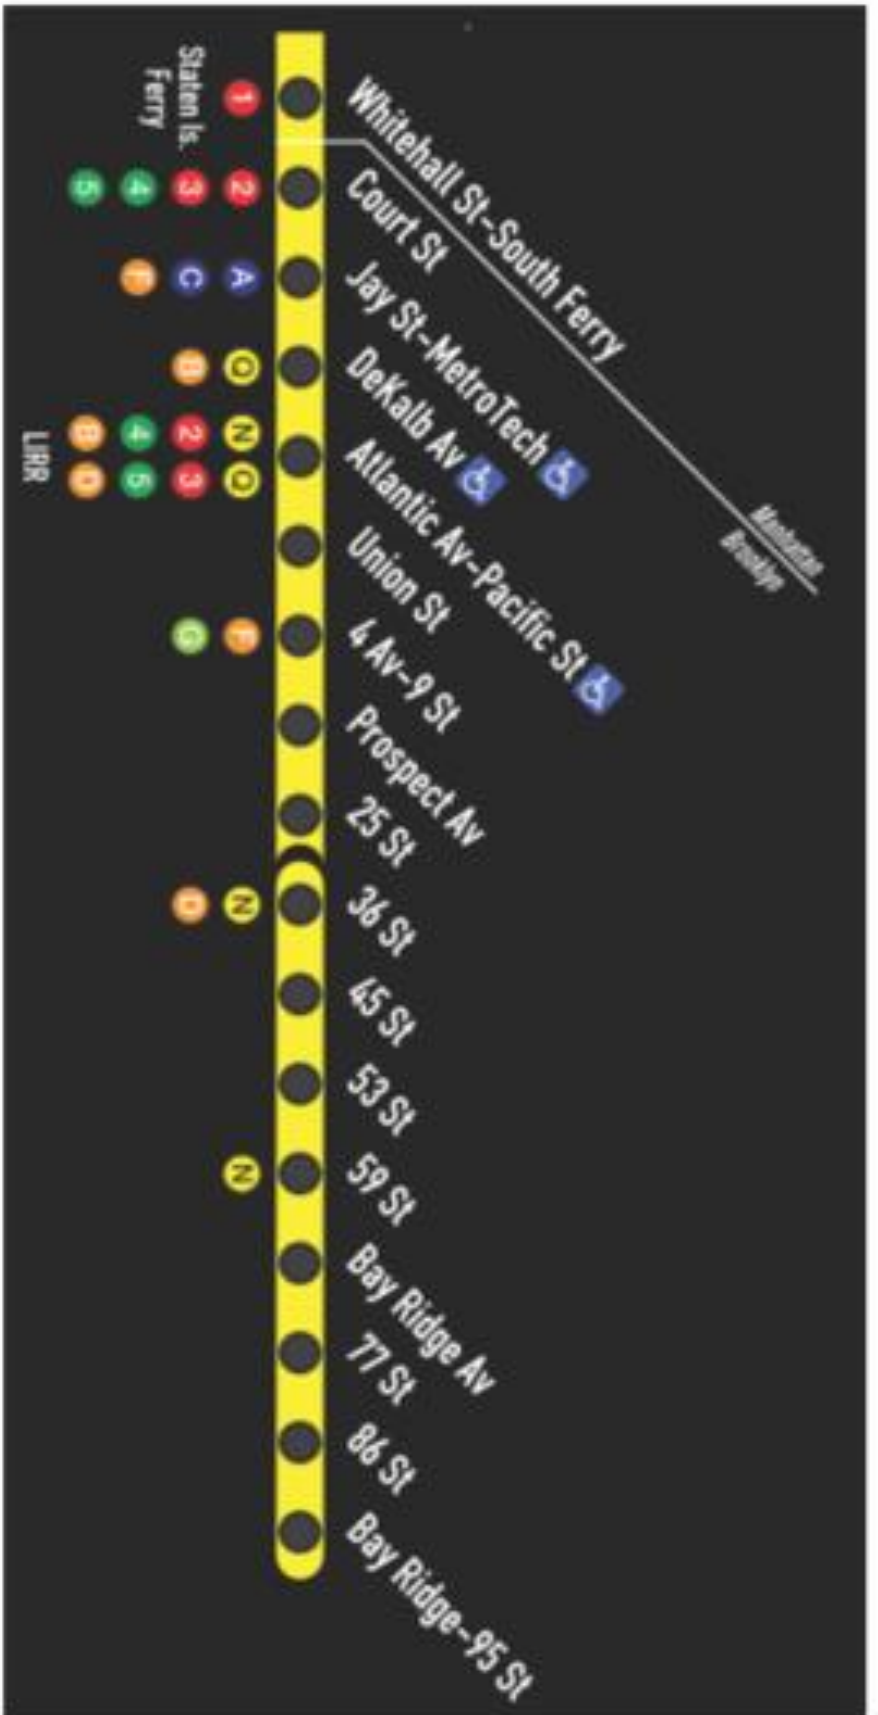 Whitehall St-South Ferry
1
Staten Is.
Ferry
Manhattan
Brooklyn
Court St
2
3
4
5
Jay St-MetroTech
A
C
F
DeKalb Av
Q
B
Atlantic Av-Pacific St
N
Q
2
3
4
5
B
D
LIRR
Union St
4 Av-9 St
F
G
Prospect Av
25 St
36 St
N
D
45 St
53 St
59 St
N
Bay Ridge Av
77 St
86 St
Bay Ridge-95 St